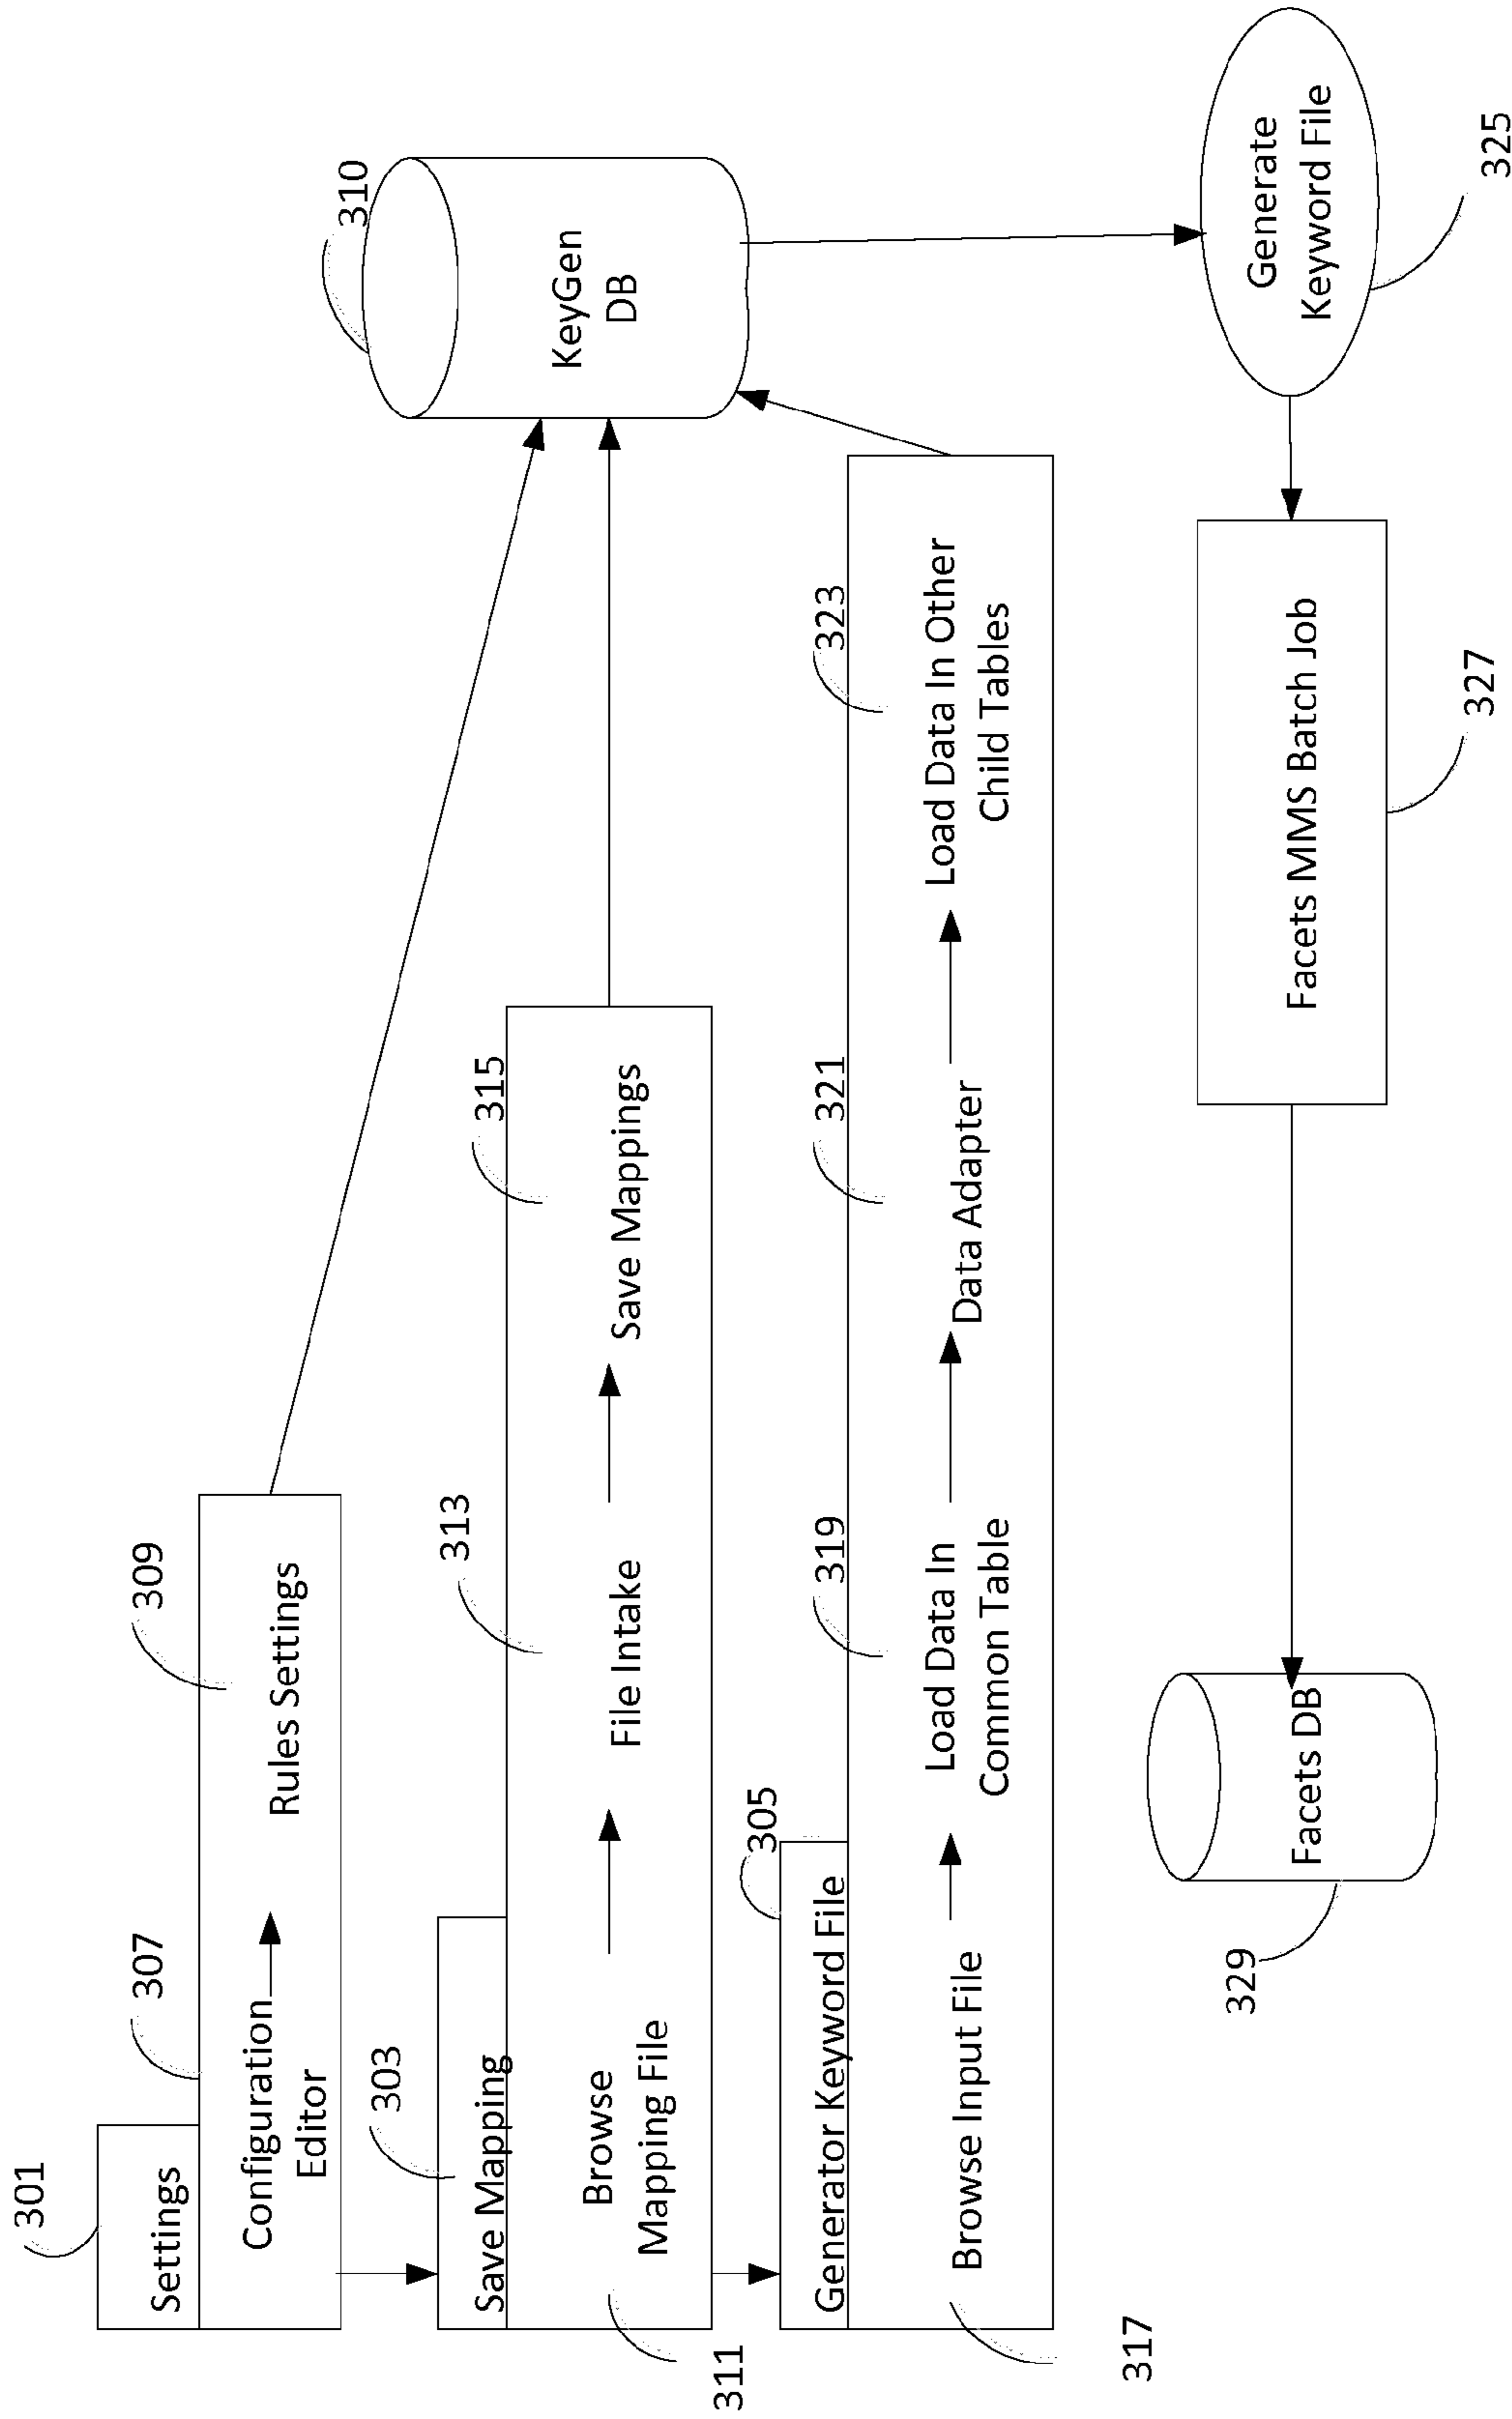 301
Settings
307
309
Configuration
Editor
Rules Settings
310
KeyGen
DB
303
Save Mapping
313
315
Browse
Mapping File
File Intake
Save Mappings
311
305
Generator Keyword File
319
321
323
Browse Input File
Load Data In
Common Table
Data Adapter
Load Data In Other
Child Tables
317
329
Facets DB
Facets MMS Batch Job
327
Generate
Keyword File
325